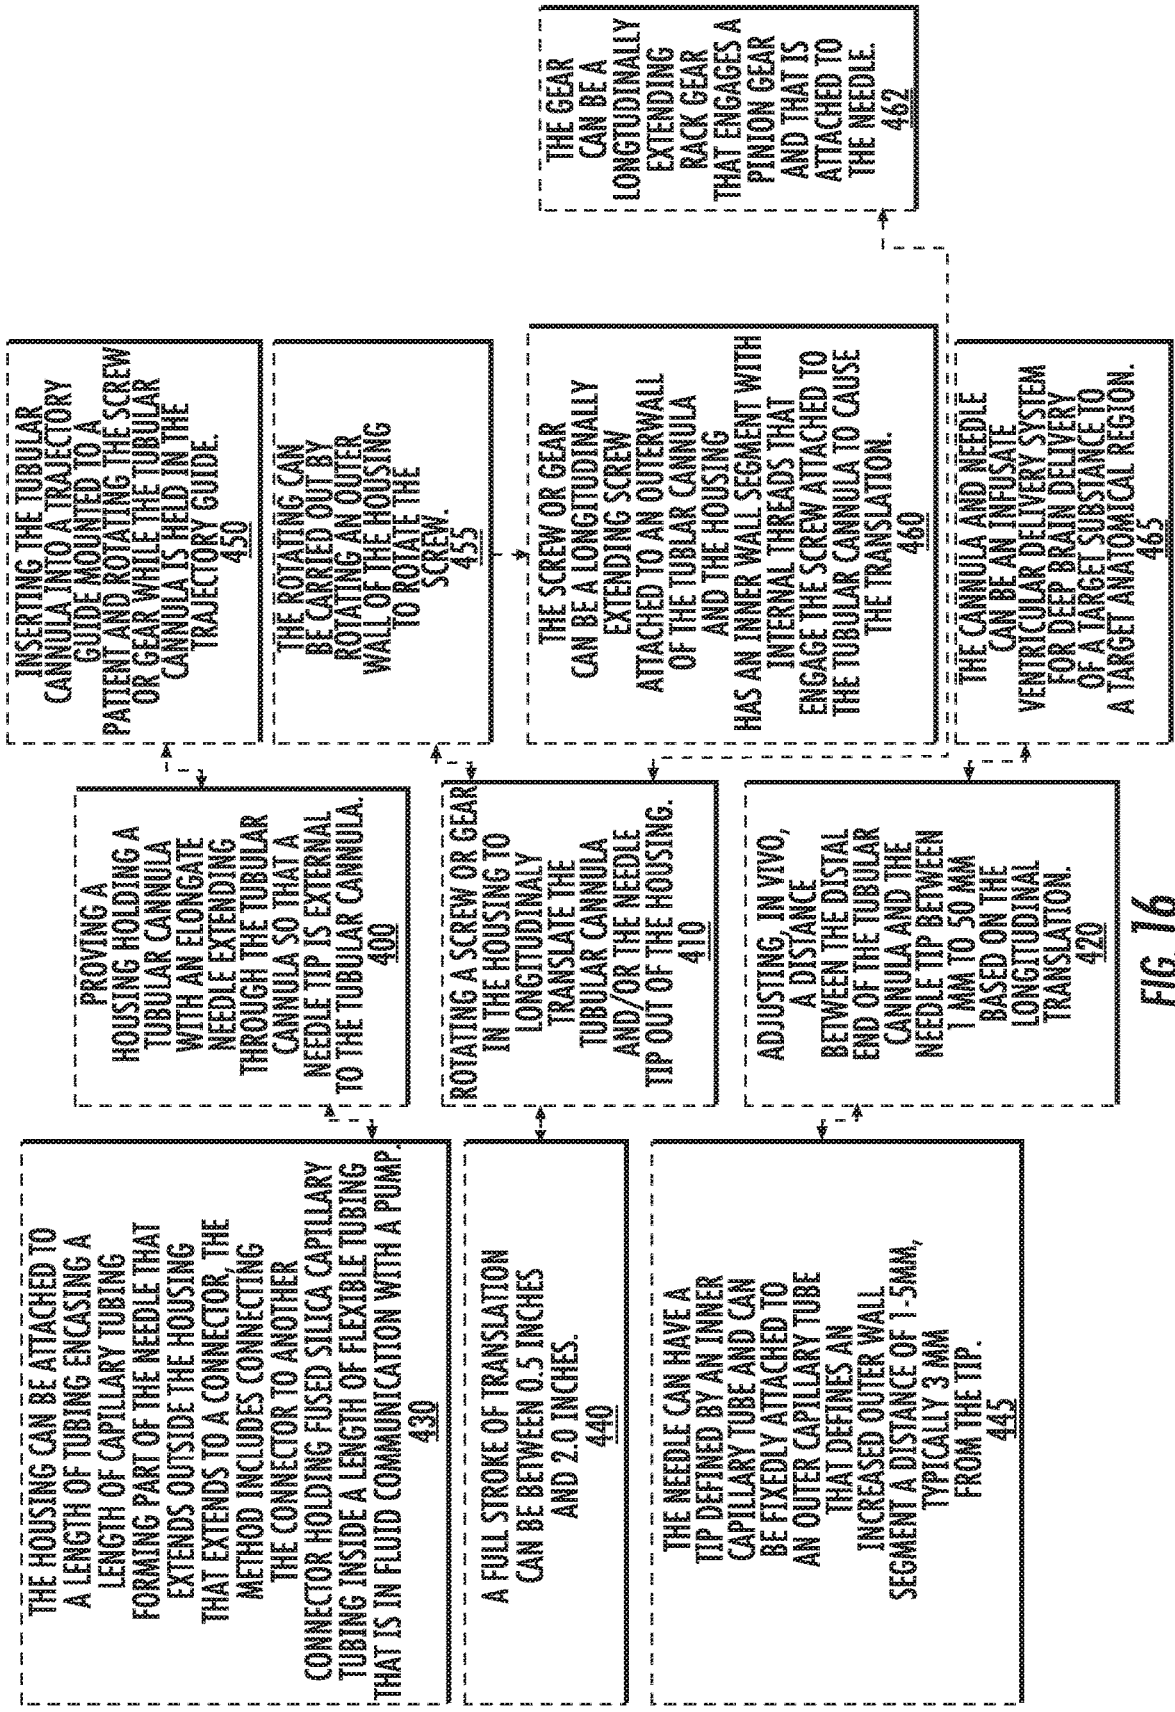 THE HOUSING CAN BE ATTACHED TO
A LENGTH OF TUBING ENCASING A
LENGTH OF CAPILLARY TUBING
FORMING PART OF THE NEEDLE THAT
EXTENDS OUTSIDE THE HOUSING
THAT EXTENDS TO A CONNECTOR, THE
METHOD INCLUDES CONNECTING
THE CONNECTOR TO ANOTHER
CONNECTOR HOLDING FUSED SILICA CAPILLARY
TUBING INSIDE A LENGTH OF FLEXIBLE TUBING
THAT IS IN FLUID COMMUNICATION WITH A PUMP.
430
PROVING A
HOUSING HOLDING A
TUBULAR CANNULA
WITH AN ELONGATE
NEEDLE EXTENDING
THROUGH THE TUBULAR
CANNULA SO THAT A
NEEDLE TIP IS EXTERNAL
TO THE TUBULAR CANNULA.
400
INSERTING THE TUBULAR
CANNULA INTO A TRAJECTORY
GUIDE MOUNTED TO A
PATIENT AND ROTATING THE SCREW
OR GEAR WHILE THE TUBULAR
CANNULA IS HELD IN THE
TRAJECTORY GUIDE.
450
A FULL STROKE OF TRANSLATION
CAN BE BETWEEN 0.5 INCHES
AND 2.0 INCHES.
440
ROTATING A SCREW OR GEAR
IN THE HOUSING TO
LONGITUDINALY
TRANSLATE THE
TUBULAR CANNULA
AND/OR THE NEEDLE
TIP OUT OF THE HOUSING.
410
THE ROTATING CAN
BE CARRIED OUT BY
ROTATING AN OUTER
WALL OF THE HOUSING
TO ROTATE THE
SCREW.
455
THE SCREW OR GEAR
CAN BE A LONGITUDINALLY
EXTENDING SCREW
ATTACHED TO AN OUTERWALL
OF THE TUBLAR CANNULA
AND THE HOUSING
HAS AN INNER WALL SEGMENT WITH
INTERNAL THREADS THAT
ENGAGE THE SCREW ATTACHED TO
THE TUBULAR CANNULA TO CAUSE
THE TRANSLATION.
460
THE GEAR
CAN BE A
LONGTUDINALLY
EXTENDING
RACK GEAR
THAT ENGAGES A
PINION GEAR
AND THAT IS
ATTACHED TO
THE NEEDLE.
462
THE NEEDLE CAN HAVE A
TIP DEFINED BY AN INNER
CAPILLARY TUBE AND CAN
BE FIXEDLY ATTACHED TO
AN OUTER CAPILLARY TUBE
THAT DEFINES AN
INCREASED OUTER WALL
SEGMENT A DISTANCE OF 1-5MM,
TYPICALLY 3 MM
FROM THE TIP.
445
ADJUSTING, IN VIVO,
A DISTANCE
BETWEEN THE DISTAL
END OF THE TUBULAR
CANNULA AND THE
NEEDLE TIP BETWEEN
1 MM TO 50 MM
BASED ON THE
LONGITUDINAL
TRANSLATION.
420
THE CANNULA AND NEEDLE
CAN BE AN INFUSATE
VENTRICULAR DELIVERY SYSTEM
FOR DEEP BRAIN DELIVERY
OF A TARGET SUBSTANCE TO
A TARGET ANATOMICAL REGION.
465
FIG. 16